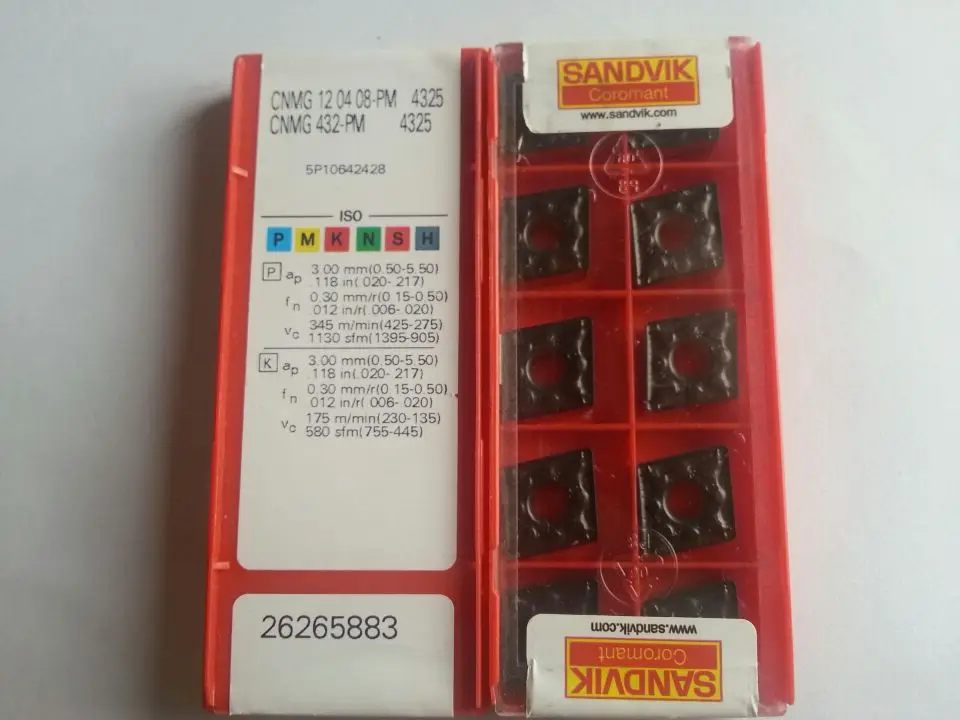 CNMG 12 04 08-PM 4325
CNMG 432-PM 4325
5P10642428
ISO
P M K N S H
P ap 3.00 mm(0.50-5.50)
.118 in(.020-.217)
fn 0.30 mm/r(0.15-0.50)
.012 in/r(.006-.020)
vc 345 m/min(425-275)
1130 sfm(1395-905)
K ap 3.00 mm(0.50-5.50)
.118 in(.020-.217)
fn 0.30 mm/r(0.15-0.50)
.012 in/r(.006-.020)
vc 175 m/min(230-135)
580 sfm(755-445)
26265883
SANDVIK
Coromant
www.sandvik.com
www.sandvik.com
Coromant
SANDVIK